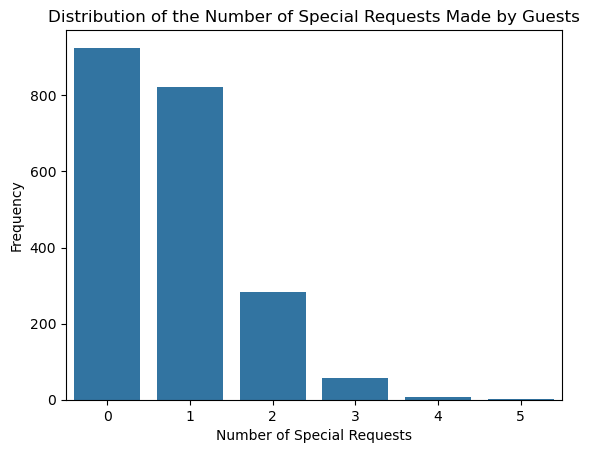 Distribution of the Number of Special Requests Made by Guests
800
600
400
200
0
Frequency
0 1 2 3 4 5
Number of Special Requests